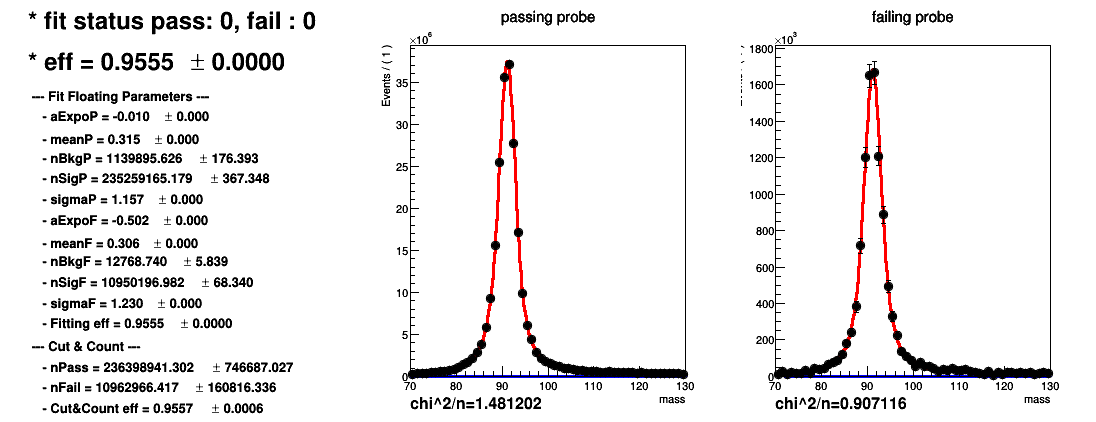 * fit status pass: 0, fail : 0
* eff = 0.9555 ± 0.0000
--- Fit Floating Parameters ---
- aExpoP = -0.010 ± 0.000
- meanP = 0.315 ± 0.000
- nBkgP = 1139895.626 ± 176.393
- nSigP = 235259165.179 ± 367.348
- sigmaP = 1.157 ± 0.000
- aExpoF = -0.502 ± 0.000
- meanF = 0.306 ± 0.000
- nBkgF = 12768.740 ± 5.839
- nSigF = 10950196.982 ± 68.340
- sigmaF = 1.230 ± 0.000
- Fitting eff = 0.9555 ± 0.0000
--- Cut & Count ---
- nPass = 236398941.302 ± 746687.027
- nFail = 10962966.417 ± 160816.336
- Cut&Count eff = 0.9557 ± 0.0006
passing probe
×10^6
Events / ( 1 )
35
30
25
20
15
10
5
0
70 80 90 100 110 120 130
mass
chi^2/n=1.481202
failing probe
×10^3
1800
1600
1400
1200
1000
800
600
400
200
0
70 80 90 100 110 120 130
mass
chi^2/n=0.907116